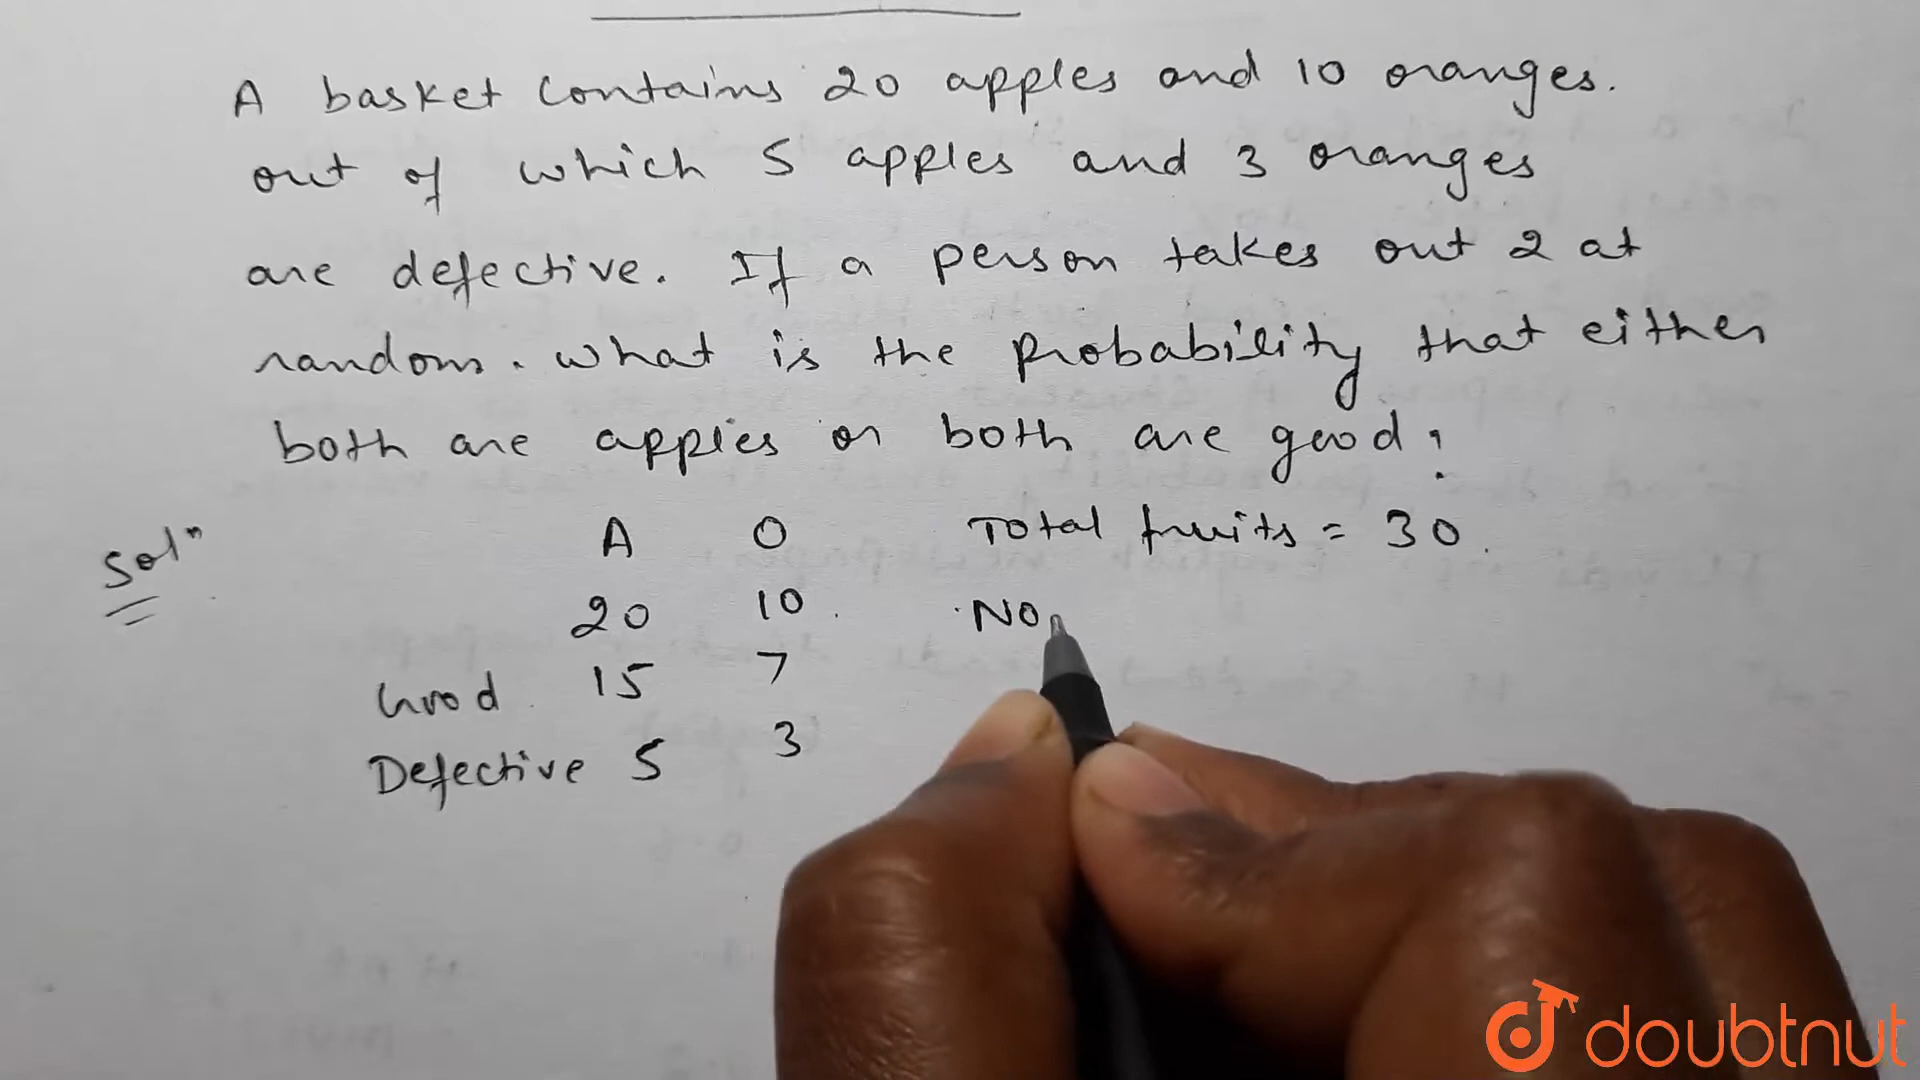 A basket contains 20 apples and 10 oranges.
out of which 5 apples and 3 oranges
are defective. If a person takes out 2 at
random. what is the probability that either
both are apples or both are good?
Solⁿ
A O Total fruits = 30.
20 10. NO
Good 15 7
Defective 5 3
doubtnut